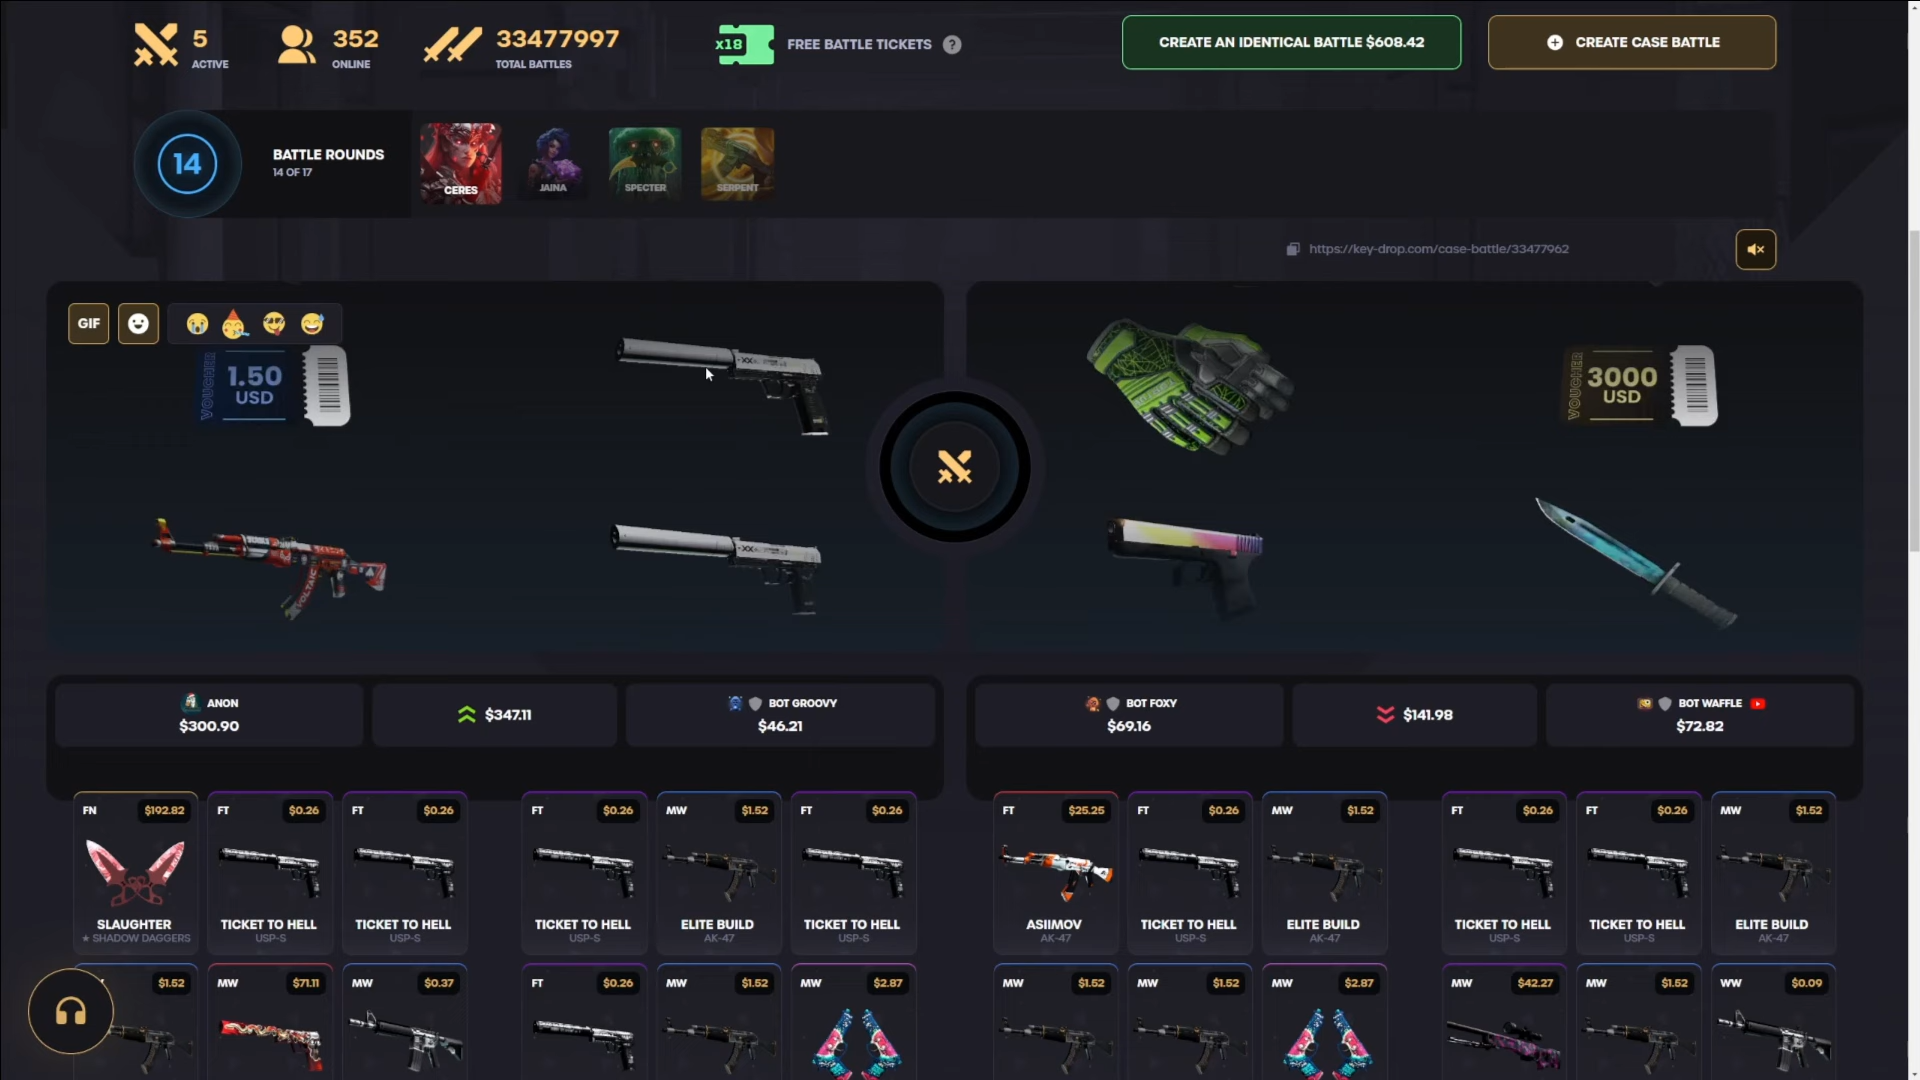 5
ACTIVE
352
ONLINE
33477997
TOTAL BATTLES
x18
FREE BATTLE TICKETS ?
CREATE AN IDENTICAL BATTLE $608.42
CREATE CASE BATTLE
14
BATTLE ROUNDS
14 OF 17
CERES
JAINA
SPECTER
SERPENT
https://key-drop.com/case-battle/33477962
GIF
VOUCHER
1.50
USD
VOUCHER
3000
USD
VOLTAIC
ANON
$300.90
$347.11
BOT GROOVY
$46.21
BOT FOXY
$69.16
$141.98
BOT WAFFLE
$72.82
FN $192.82
SLAUGHTER
★ SHADOW DAGGERS
FT $0.26
TICKET TO HELL
USP-S
FT $0.26
TICKET TO HELL
USP-S
FT $0.26
TICKET TO HELL
USP-S
MW $1.52
ELITE BUILD
AK-47
FT $0.26
TICKET TO HELL
USP-S
FT $25.25
ASIIMOV
AK-47
FT $0.26
TICKET TO HELL
USP-S
MW $1.52
ELITE BUILD
AK-47
FT $0.26
TICKET TO HELL
USP-S
FT $0.26
TICKET TO HELL
USP-S
MW $1.52
ELITE BUILD
AK-47
$1.52
MW $71.11
MW $0.37
FT $0.26
MW $1.52
MW $2.87
MW $1.52
MW $1.52
MW $2.87
MW $42.27
MW $1.52
WW $0.09